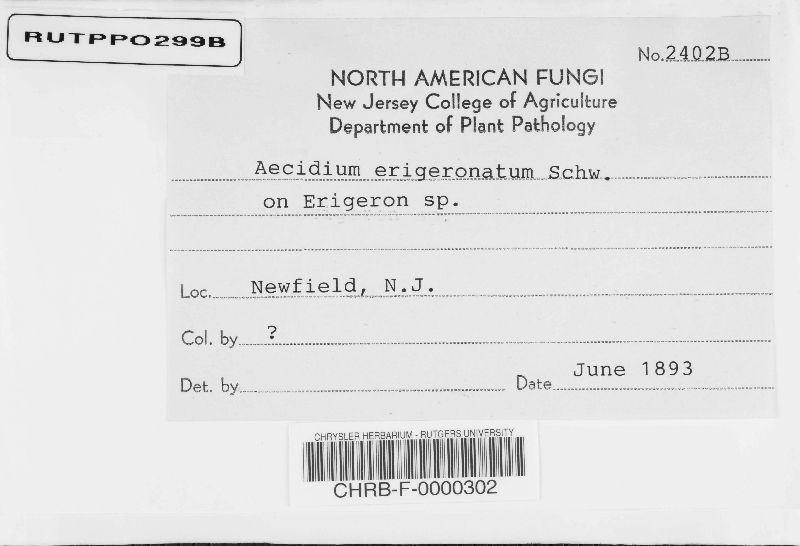 RUTPPO299B
No. 2402B
NORTH AMERICAN FUNGI
New Jersey College of Agriculture
Department of Plant Pathology
Aecidium erigeronatum Schw.
on Erigeron sp.
Loc. Newfield, N.J.
Col. by ?
Det. by Date June 1893
CHRYSLER HERBARIUM - RUTGERS UNIVERSITY
CHRB-F-0000302